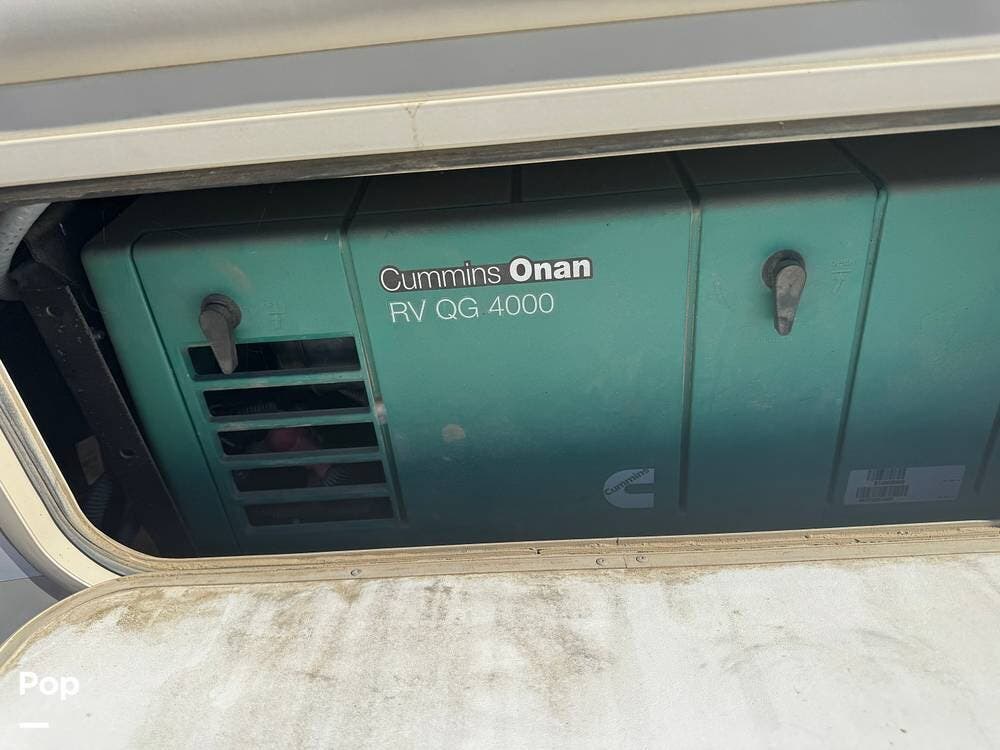 Cummins Onan
RV QG 4000
Cummins
Pop